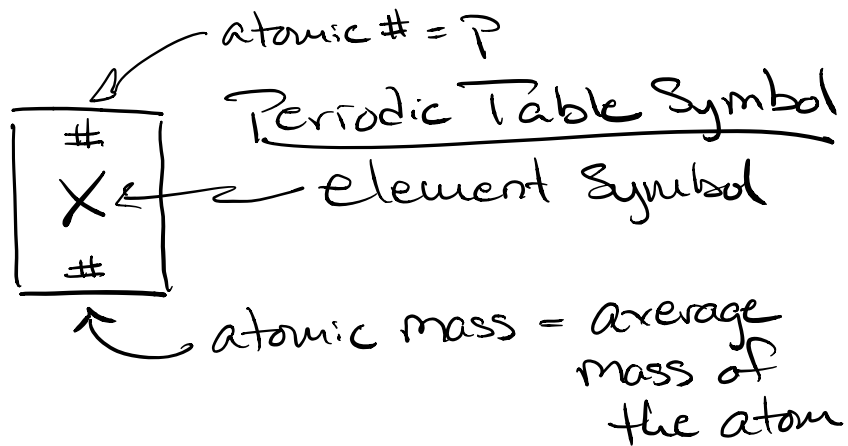 atomic # = P
Periodic Table Symbol
#
X
element Symbol
#
atomic mass = average
mass of
the atom